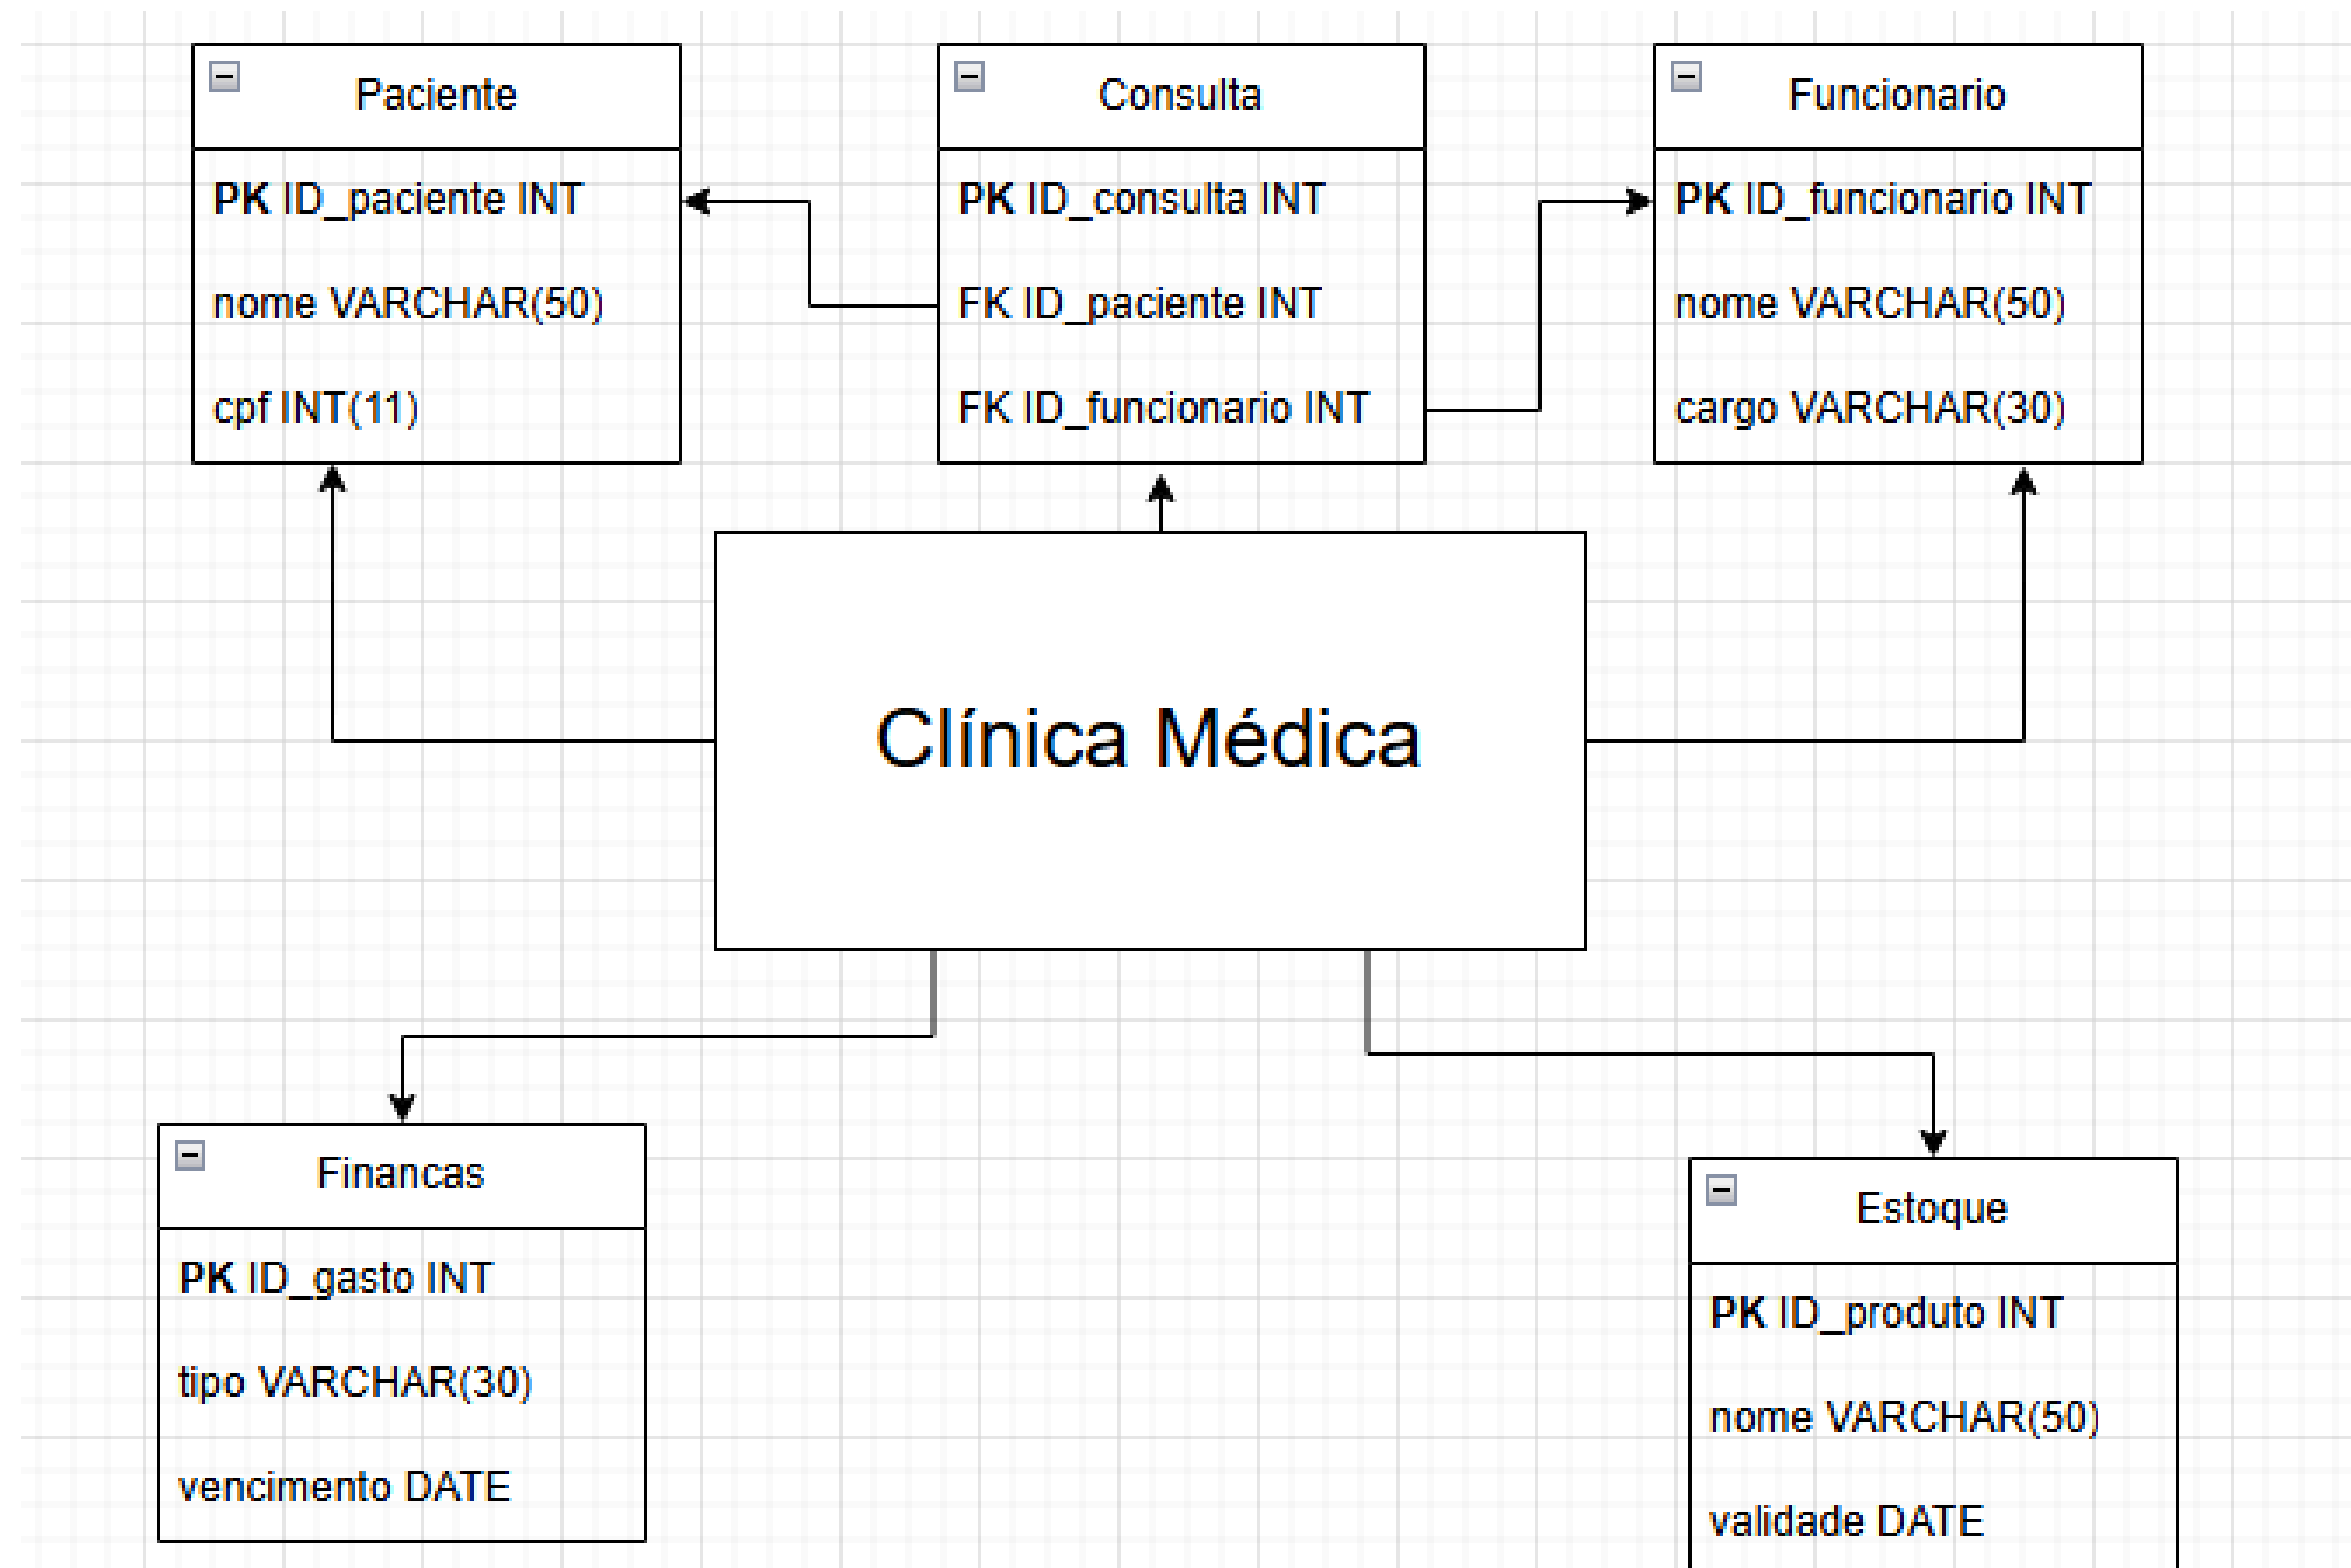 Paciente
PK ID_paciente INT
nome VARCHAR(50)
cpf INT(11)
Consulta
PK ID_consulta INT
FK ID_paciente INT
FK ID_funcionario INT
Funcionario
PK ID_funcionario INT
nome VARCHAR(50)
cargo VARCHAR(30)
Clínica Médica
Financas
PK ID_gasto INT
tipo VARCHAR(30)
vencimento DATE
Estoque
PK ID_produto INT
nome VARCHAR(50)
validade DATE